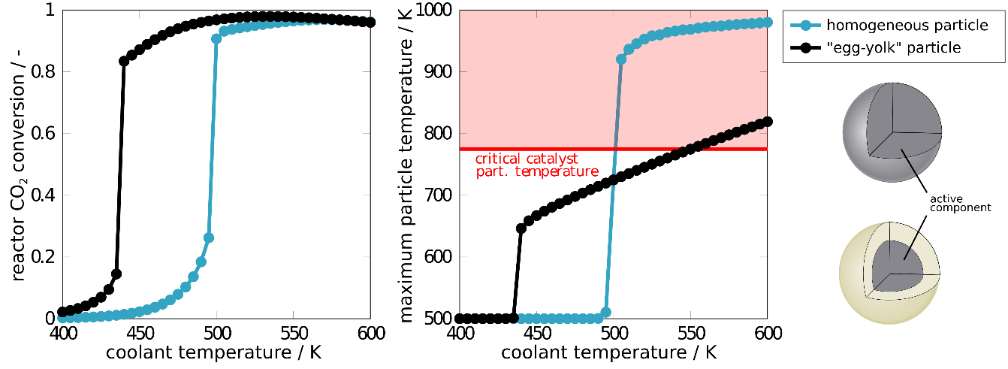 reactor CO2 conversion / -
1
0.8
0.6
0.4
0.2
0
400
450
500
550
600
coolant temperature / K
maximum particle temperature / K
1000
900
800
700
600
500
critical catalyst
part. temperature
400
450
500
550
600
coolant temperature / K
homogeneous particle
"egg-yolk" particle
active
component